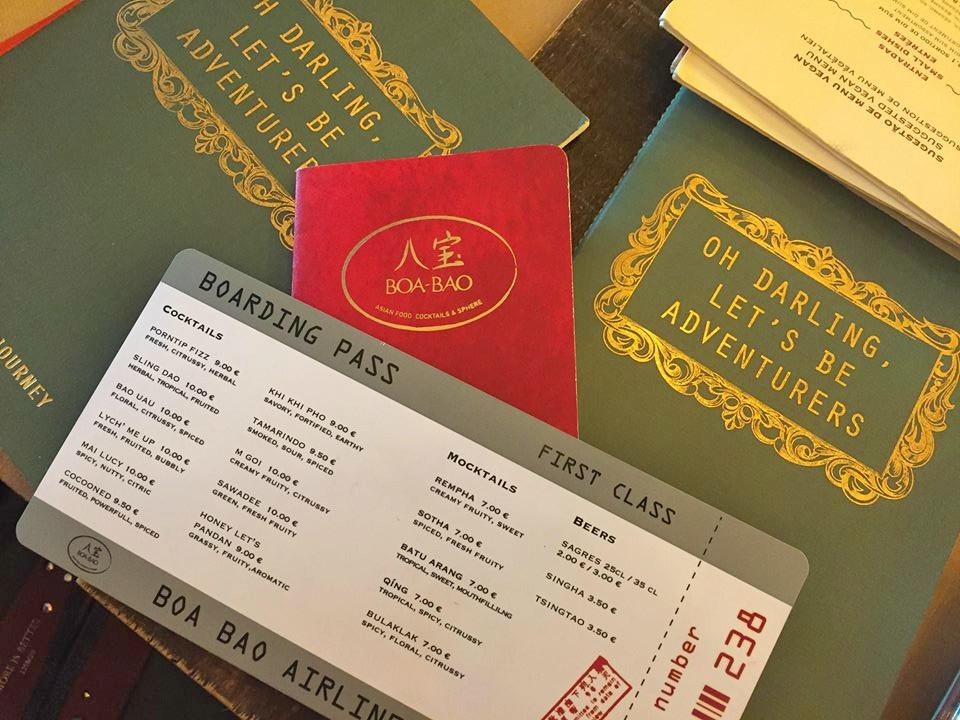 OH DARLING,
LET'S BE
ADVENTURER
JOURNEY
SUGESTÃO DE MENU VEGAN
SUGGESTED VEGAN MENU
SUGGESTION DE MENU VÉGÉTALIEN
ENTRADAS
SMALL DISHES
ENTRÉES
OH DARLING,
LET'S BE
ADVENTURERS
八宝
BOA-BAO
ASIAN FOOD COCKTAILS & SPHERE
BOARDING PASS
FIRST CLASS
COCKTAILS
PORNTIP FIZZ 9.00 €
FRESH, CITRUSSY, HERBAL
SLING DAO 10.00 €
HERBAL, TROPICAL, FRUITED
BAO UAU 10.00 €
FLORAL, CITRUSSY, SPICED
LYCH' ME UP 10.00 €
FRESH, FRUITED, BUBBLY
MAI LUCY 10.00 €
SPICY, NUTTY, CITRIC
COCOONED 9.50 €
FRUITED, POWERFULL, SPICED
KHI KHI PHO 9.00 €
SAVORY, FORTIFIED, EARTHY
TAMARINDO 9.50 €
SMOKED, SOUR, SPICED
M GOI 10.00 €
CREAMY FRUITY, CITRUSSY
SAWADEE 10.00 €
GREEN, FRESH FRUITY
HONEY LET'S
PANDAN 9.00 €
GRASSY, FRUITY,AROMATIC
MOCKTAILS
REMPHA 7.00 €
CREAMY FRUITY, SWEET
SOTHA 7.00 €
SPICED, FRESH FRUITY
BATU ARANG 7.00 €
TROPICAL, SWEET, MOUTHFILLILNG
QÍNG 7.00 €
TROPICAL, SPICY, CITRUSSY
BULAKLAK 7.00 €
SPICY, FLORAL, CITRUSSY
BEERS
SAGRES 25CL / 35 CL
2.00 € / 3.00 €
SINGHA 3.50 €
TSINGTAO 3.50 €
八宝
BOA-BAO
BOA BAO AIRLINE
number
238